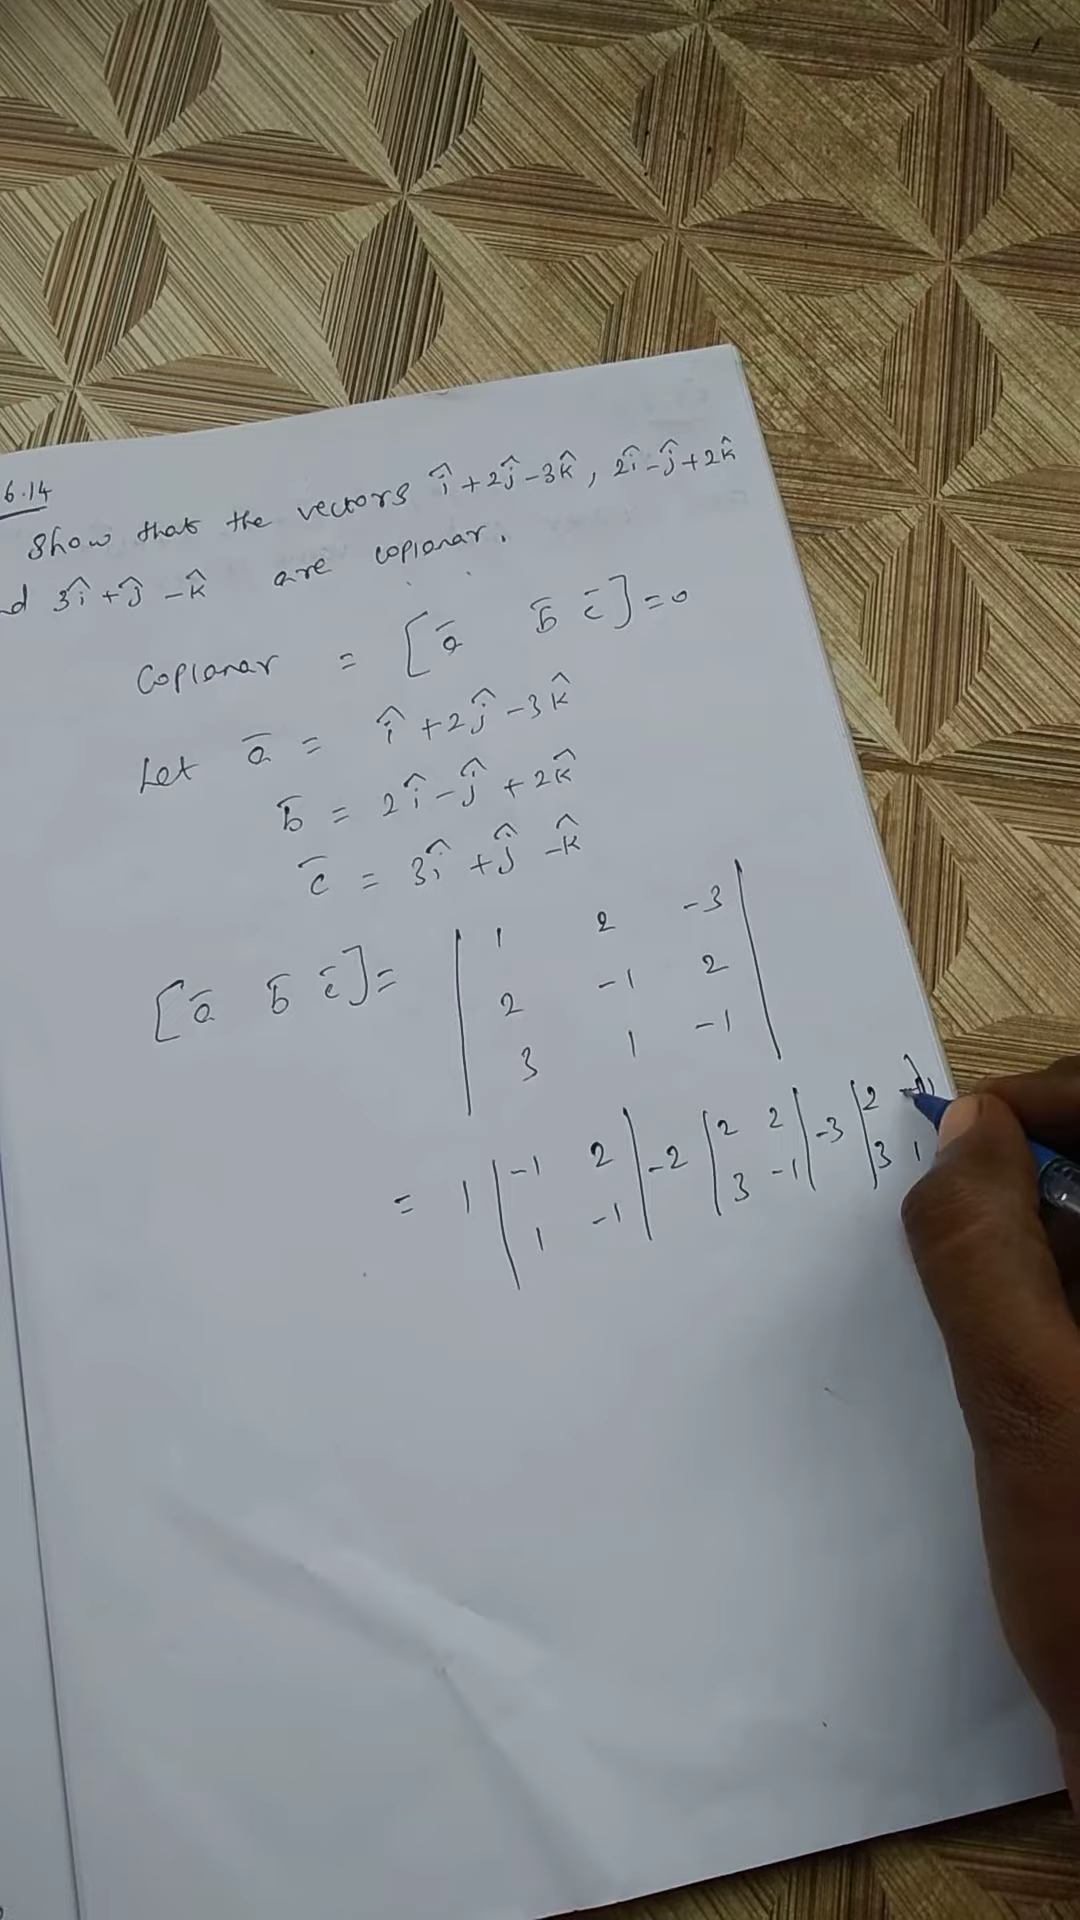 6.14
Show that the vectors î + 2ĵ - 3k̂, 2î - ĵ + 2k̂
3î + ĵ - k̂ are coplanar.
Coplanar = [ā b̄ c̄] = 0
Let ā = î + 2ĵ - 3k̂
b̄ = 2î - ĵ + 2k̂
c̄ = 3î + ĵ - k̂
[ā b̄ c̄] = | 1 2 -3 |
| 2 -1 2 |
| 3 1 -1 |
= 1 | -1 2 | -2 | 2 2 | -3 | 2
| 1 -1 | | 3 -1 | | 3 1